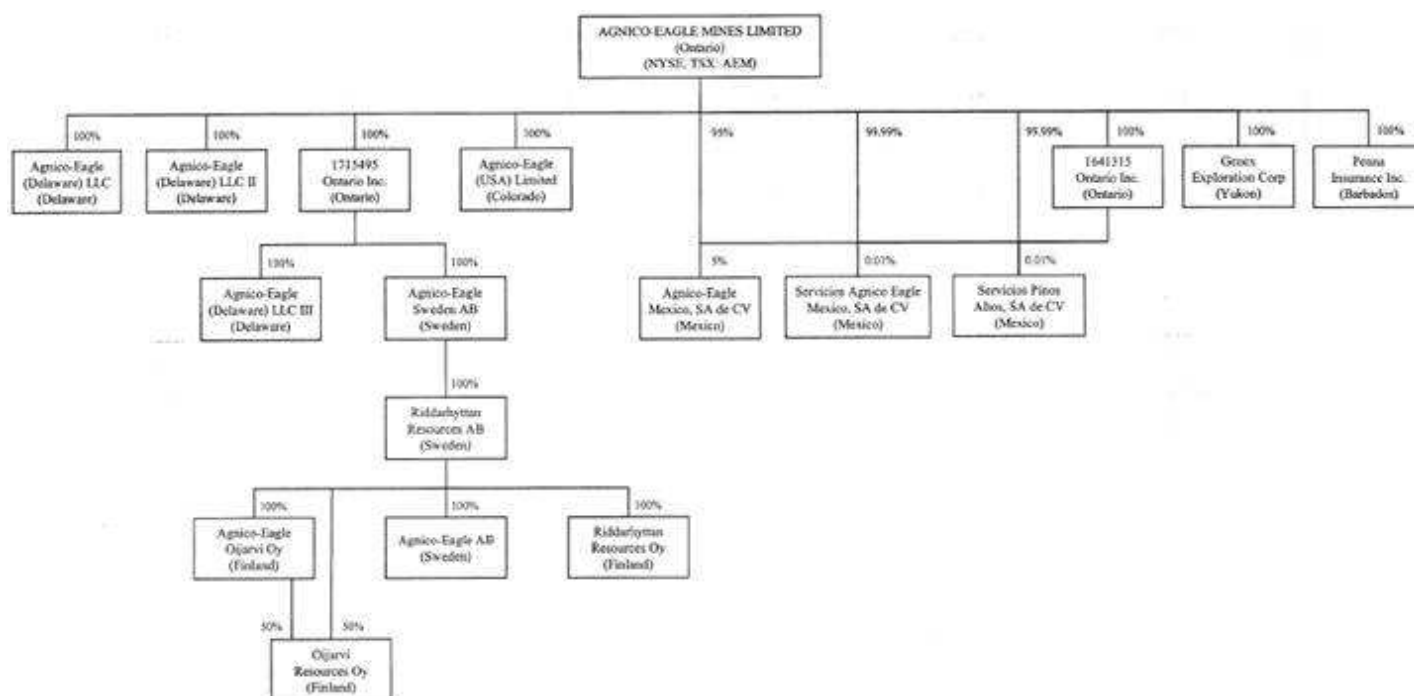 AGNICO-EAGLE MINES LIMITED
(Ontario)
(NYSE, TSX: AEM)
100%
100%
100%
100%
95%
99.99%
99.99%
100%
100%
100%
Agnico-Eagle
(Delaware) LLC
(Delaware)
Agnico-Eagle
(Delaware) LLC II
(Delaware)
1715495
Ontario Inc.
(Ontario)
Agnico-Eagle
(USA) Limited
(Colorado)
1641315
Ontario Inc.
(Ontario)
Genex
Exploration Corp
(Yukon)
Penna
Insurance Inc.
(Barbados)
100%
100%
5%
0.01%
0.01%
Agnico-Eagle
(Delaware) LLC III
(Delaware)
Agnico-Eagle
Sweden AB
(Sweden)
Agnico-Eagle
Mexico, SA de CV
(Mexico)
Servicios Agnico Eagle
Mexico, SA de CV
(Mexico)
Servicios Pinos
Altos, SA de CV
(Mexico)
100%
Riddarhyttan
Resources AB
(Sweden)
100%
100%
100%
Agnico-Eagle
Oijarvi Oy
(Finland)
Agnico-Eagle AB
(Sweden)
Riddarhyttan
Resources Oy
(Finland)
50%
50%
Oijarvi
Resources Oy
(Finland)